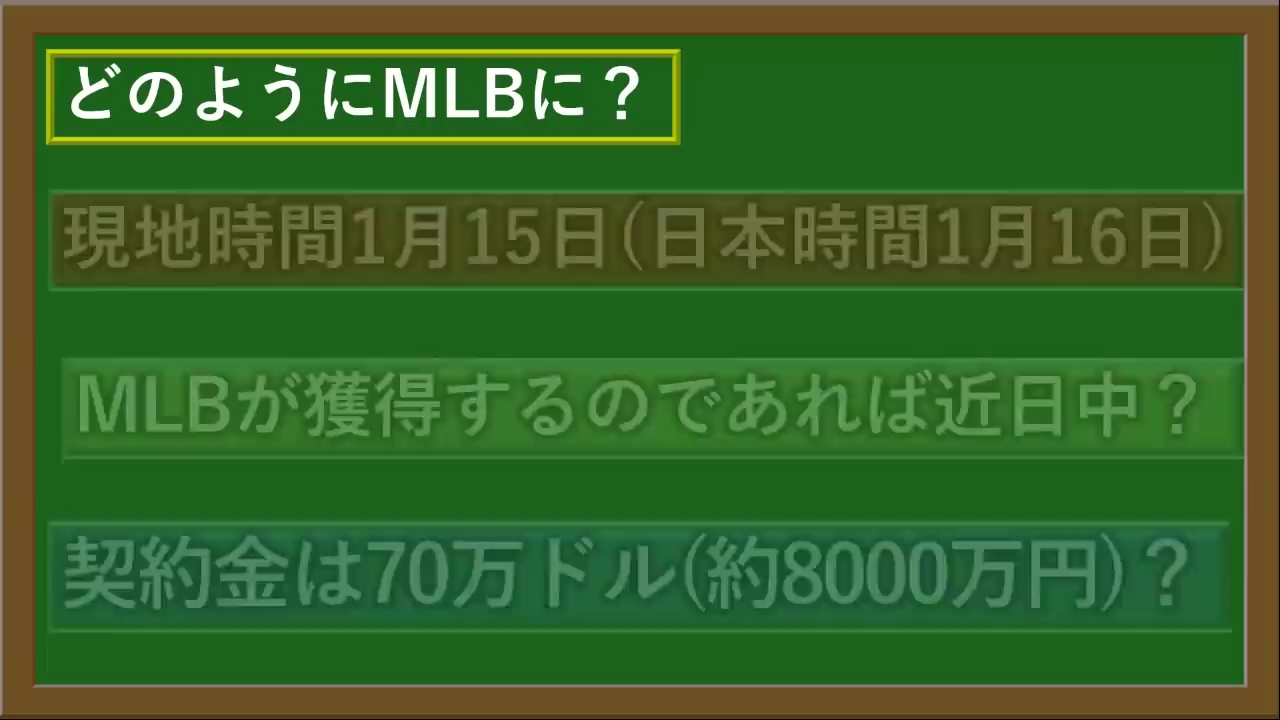 どのようにMLBに？
現地時間1月15日(日本時間1月16日)
MLBが獲得するのであれば近日中？
契約金は70万ドル(約8000万円)？